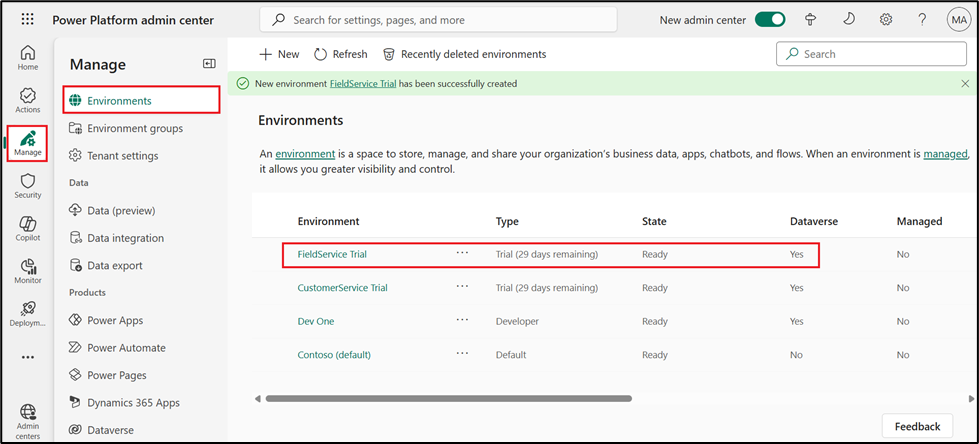 Power Platform admin center
Search for settings, pages, and more
New admin center
MA
Home
Actions
Manage
Security
Copilot
Monitor
Deploym...
Admin
centers
Manage
Environments
Environment groups
Tenant settings
Data
Data (preview)
Data integration
Data export
Products
Power Apps
Power Automate
Power Pages
Dynamics 365 Apps
Dataverse
New Refresh Recently deleted environments
Search
New environment FieldService Trial has been successfully created
Environments
An environment is a space to store, manage, and share your organization's business data, apps, chatbots, and flows. When an environment is managed,
it allows you greater visibility and control.
Environment Type State Dataverse Managed
FieldService Trial ... Trial (29 days remaining) Ready Yes No
CustomerService Trial ... Trial (29 days remaining) Ready Yes No
Dev One ... Developer Ready Yes No
Contoso (default) ... Default Ready No No
Feedback